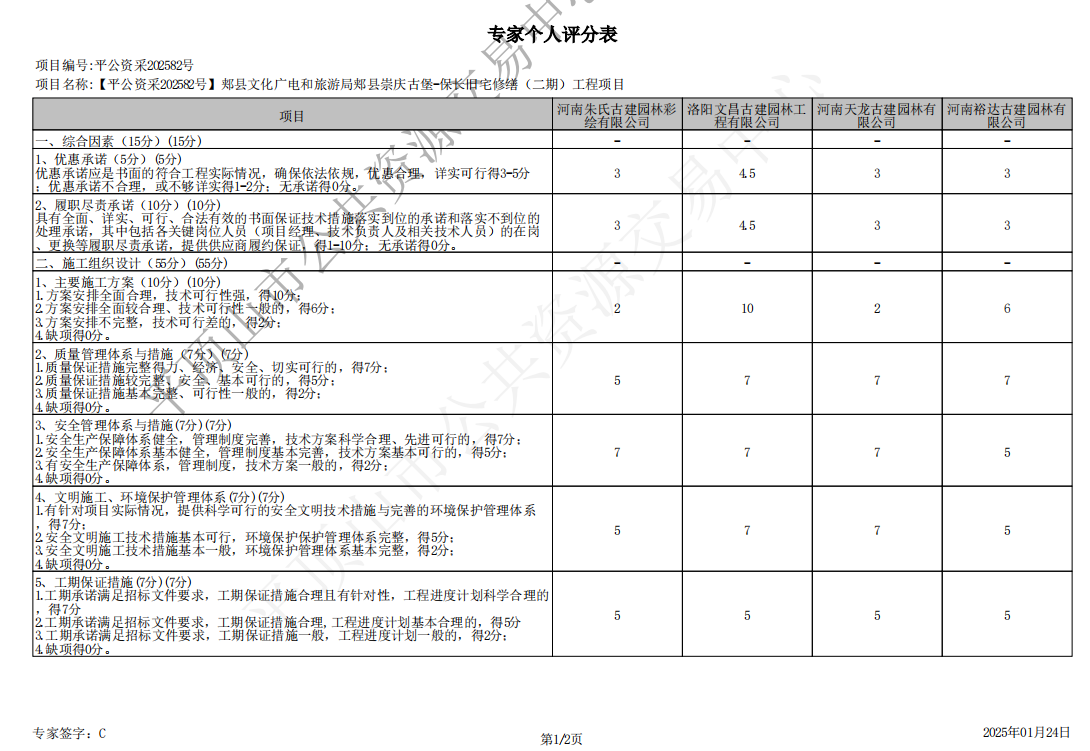 专家个人评分表
项目编号:平公资采202582号
项目名称:【平公资采202582号】郏县文化广电和旅游局郏县崇庆古堡-保长旧宅修缮（二期）工程项目
项目 河南朱氏古建园林彩绘有限公司 洛阳文昌古建园林工程有限公司 河南天龙古建园林有限公司 河南裕达古建园林有限公司
一、综合因素（15分）(15分) - - - -
1、优惠承诺（5分）(5分)
优惠承诺应是书面的符合工程实际情况，确保依法依规，优惠合理，详实可行得3-5分
；优惠承诺不合理，或不够详实得1-2分；无承诺得0分。
3 4.5 3 3
2、履职尽责承诺（10分）(10分)
具有全面、详实、可行、合法有效的书面保证技术措施落实到位的承诺和落实不到位的
处理承诺，其中包括各关键岗位人员（项目经理、技术负责人及相关技术人员）的在岗
、更换等履职尽责承诺，提供供应商履约保证，得1-10分；无承诺得0分。
3 4.5 3 3
二、施工组织设计（55分）(55分) - - - -
1、主要施工方案（10分）(10分)
1.方案安排全面合理，技术可行性强，得10分；
2.方案安排全面较合理、技术可行性一般的，得6分；
3.方案安排不完整，技术可行差的，得2分；
4.缺项得0分。
2 10 2 6
2、质量管理体系与措施（7分）(7分)
1.质量保证措施完整得力、经济、安全、切实可行的，得7分；
2.质量保证措施较完整、安全、基本可行的，得5分；
3.质量保证措施基本完整、可行性一般的，得2分；
4.缺项得0分。
5 7 7 7
3、安全管理体系与措施(7分)(7分)
1.安全生产保障体系健全，管理制度完善，技术方案科学合理、先进可行的，得7分；
2.安全生产保障体系基本健全，管理制度基本完善，技术方案基本可行的，得5分；
3.有安全生产保障体系，管理制度，技术方案一般的，得2分；
4.缺项得0分。
7 7 7 5
4、文明施工、环境保护管理体系(7分)(7分)
1.有针对项目实际情况，提供科学可行的安全文明技术措施与完善的环境保护管理体系
，得7分；
2.安全文明施工技术措施基本可行，环境保护保护管理体系完整，得5分；
3.安全文明施工技术措施基本一般，环境保护管理体系基本完整，得2分；
4.缺项得0分。
5 7 7 5
5、工期保证措施(7分)(7分)
1.工期承诺满足招标文件要求，工期保证措施合理且有针对性，工程进度计划科学合理的
，得7分
2.工期承诺满足招标文件要求，工期保证措施合理,工程进度计划基本合理的，得5分
3.工期承诺满足招标文件要求，工期保证措施一般，工程进度计划一般的，得2分；
4.缺项得0分。
5 5 5 5
平顶山市公共资源交易中心
平顶山市公共资源交易中心
专家签字：C
第1/2页
2025年01月24日